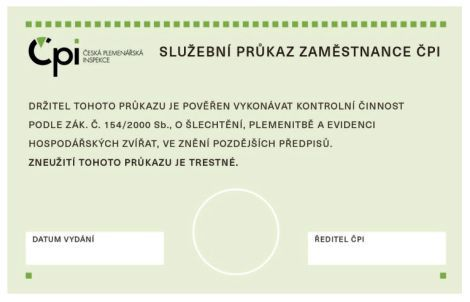 čpi
ČESKÁ PLEMENÁŘSKÁ
INSPEKCE
SLUŽEBNÍ PRŮKAZ ZAMĚSTNANCE ČPI
DRŽITEL TOHOTO PRŮKAZU JE POVĚŘEN VYKONÁVAT KONTROLNÍ ČINNOST
PODLE ZÁK. Č. 154/2000 Sb., O ŠLECHTĚNÍ, PLEMENITBĚ A EVIDENCI
HOSPODÁŘSKÝCH ZVÍŘAT, VE ZNĚNÍ POZDĚJŠÍCH PŘEDPISŮ.
ZNEUŽITÍ TOHOTO PRŮKAZU JE TRESTNÉ.
DATUM VYDÁNÍ
ŘEDITEL ČPI